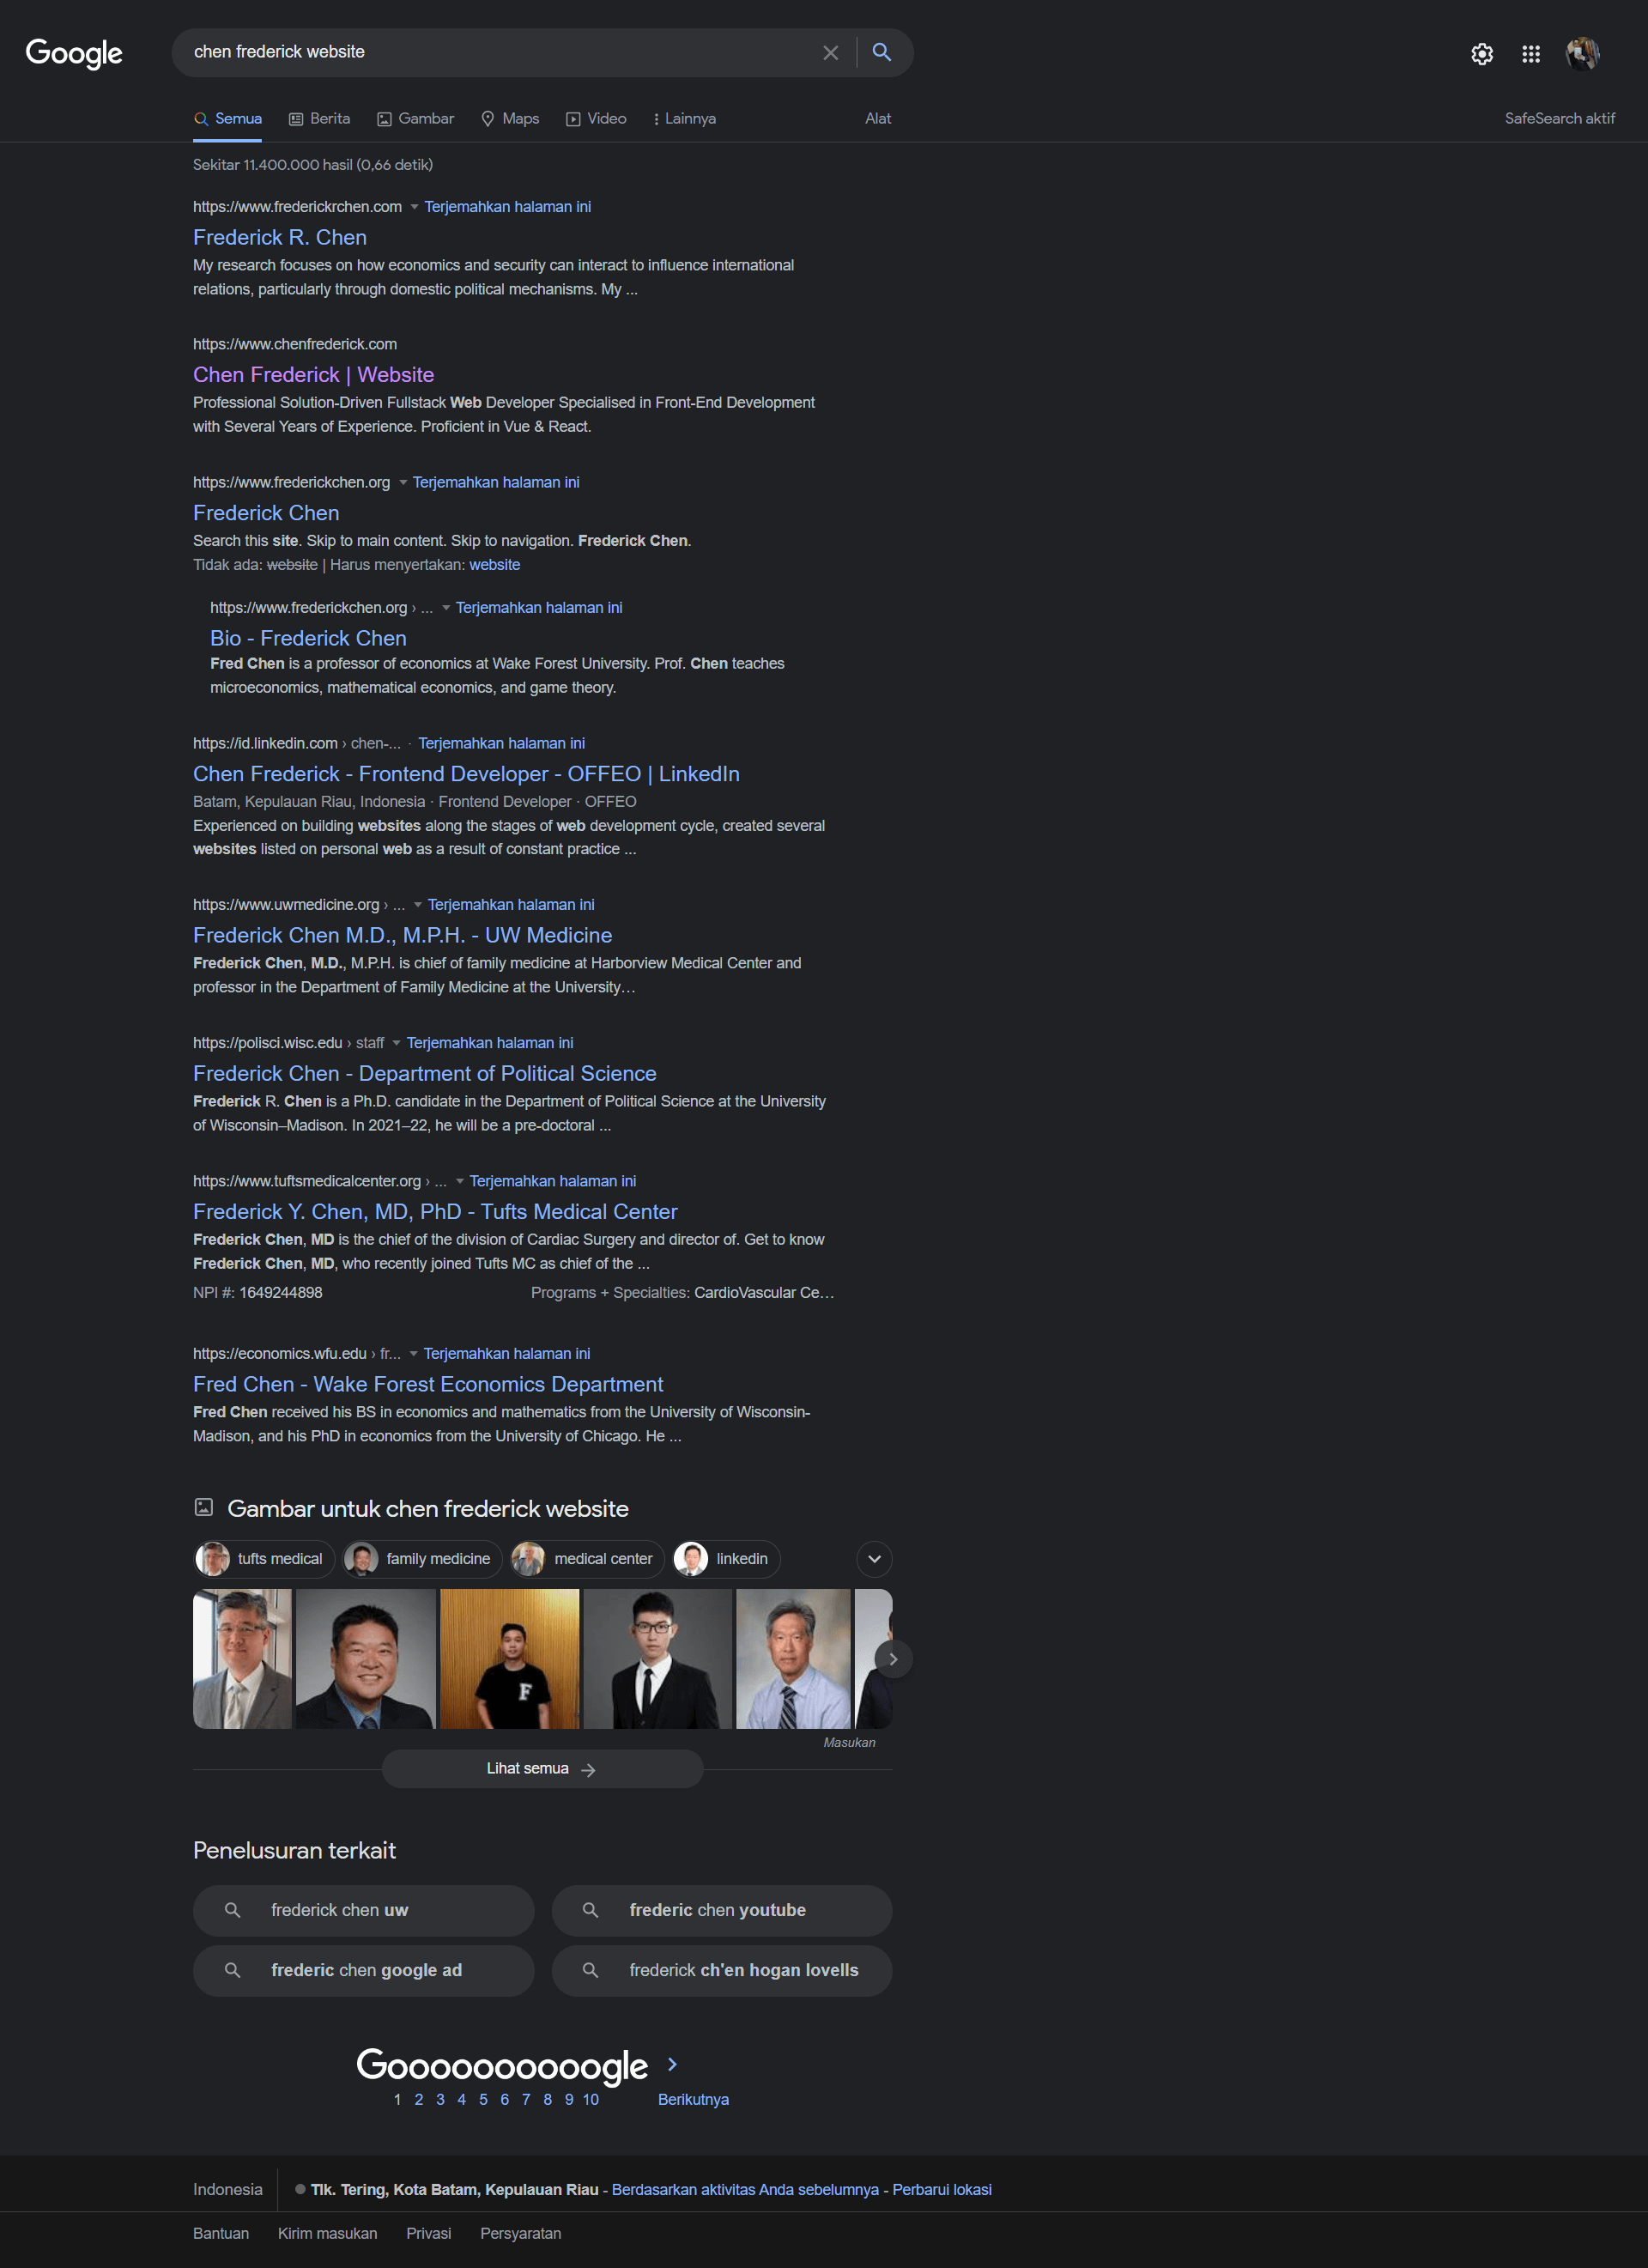 Google
chen frederick website
Semua
Berita
Gambar
Maps
Video
Lainnya
Alat
SafeSearch aktif
Sekitar 11.400.000 hasil (0,66 detik)
https://www.frederickrchen.com Terjemahkan halaman ini
Frederick R. Chen
My research focuses on how economics and security can interact to influence international
relations, particularly through domestic political mechanisms. My ...
https://www.chenfrederick.com
Chen Frederick | Website
Professional Solution-Driven Fullstack Web Developer Specialised in Front-End Development
with Several Years of Experience. Proficient in Vue & React.
https://www.frederickchen.org Terjemahkan halaman ini
Frederick Chen
Search this site. Skip to main content. Skip to navigation. Frederick Chen.
Tidak ada: website | Harus menyertakan: website
https://www.frederickchen.org › ... Terjemahkan halaman ini
Bio - Frederick Chen
Fred Chen is a professor of economics at Wake Forest University. Prof. Chen teaches
microeconomics, mathematical economics, and game theory.
https://id.linkedin.com › chen-... · Terjemahkan halaman ini
Chen Frederick - Frontend Developer - OFFEO | LinkedIn
Batam, Kepulauan Riau, Indonesia · Frontend Developer · OFFEO
Experienced on building websites along the stages of web development cycle, created several
websites listed on personal web as a result of constant practice ...
https://www.uwmedicine.org › ... Terjemahkan halaman ini
Frederick Chen M.D., M.P.H. - UW Medicine
Frederick Chen, M.D., M.P.H. is chief of family medicine at Harborview Medical Center and
professor in the Department of Family Medicine at the University…
https://polisci.wisc.edu › staff Terjemahkan halaman ini
Frederick Chen - Department of Political Science
Frederick R. Chen is a Ph.D. candidate in the Department of Political Science at the University
of Wisconsin–Madison. In 2021–22, he will be a pre-doctoral ...
https://www.tuftsmedicalcenter.org › ... Terjemahkan halaman ini
Frederick Y. Chen, MD, PhD - Tufts Medical Center
Frederick Chen, MD is the chief of the division of Cardiac Surgery and director of. Get to know
Frederick Chen, MD, who recently joined Tufts MC as chief of the ...
NPI #: 1649244898
Programs + Specialties: CardioVascular Ce…
https://economics.wfu.edu › fr... Terjemahkan halaman ini
Fred Chen - Wake Forest Economics Department
Fred Chen received his BS in economics and mathematics from the University of Wisconsin-
Madison, and his PhD in economics from the University of Chicago. He ...
Gambar untuk chen frederick website
tufts medical
family medicine
medical center
linkedin
F
Masukan
Lihat semua
Penelusuran terkait
frederick chen uw
frederic chen youtube
frederic chen google ad
frederick ch'en hogan lovells
Goooooooooogle
1 2 3 4 5 6 7 8 9 10 Berikutnya
Indonesia
Tlk. Tering, Kota Batam, Kepulauan Riau - Berdasarkan aktivitas Anda sebelumnya - Perbarui lokasi
Bantuan
Kirim masukan
Privasi
Persyaratan